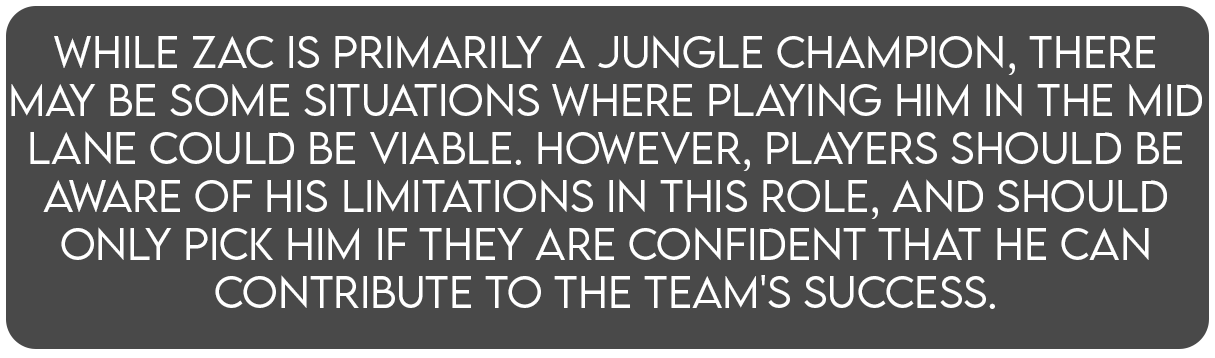 WHILE ZAC IS PRIMARILY A JUNGLE CHAMPION, THERE
MAY BE SOME SITUATIONS WHERE PLAYING HIM IN THE MID
LANE COULD BE VIABLE. HOWEVER, PLAYERS SHOULD BE
AWARE OF HIS LIMITATIONS IN THIS ROLE, AND SHOULD
ONLY PICK HIM IF THEY ARE CONFIDENT THAT HE CAN
CONTRIBUTE TO THE TEAM'S SUCCESS.